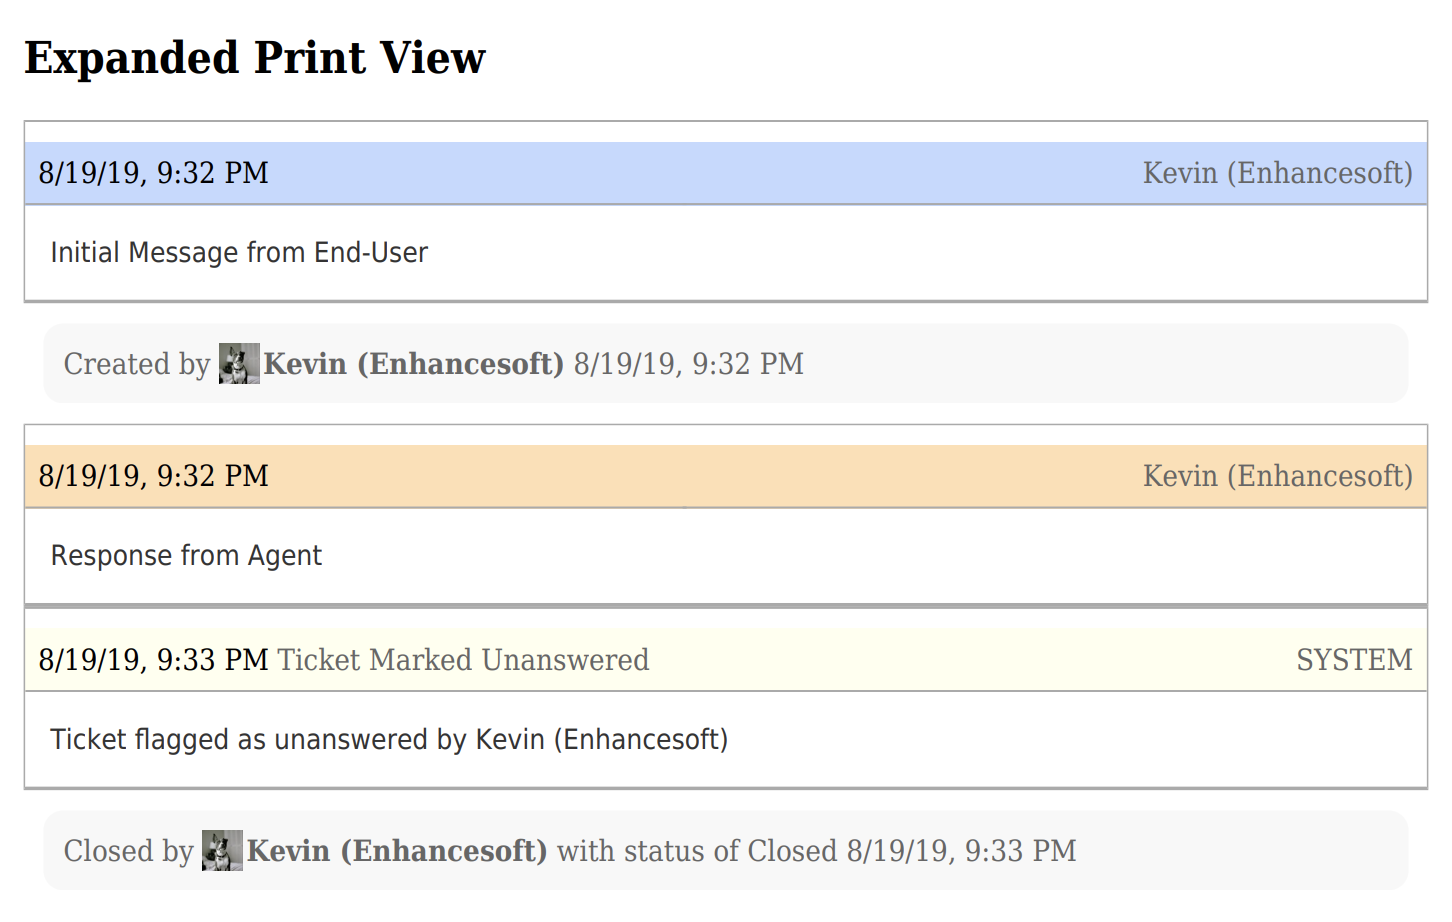 Expanded Print View
8/19/19, 9:32 PM Kevin (Enhancesoft)
Initial Message from End-User
Created by Kevin (Enhancesoft) 8/19/19, 9:32 PM
8/19/19, 9:32 PM Kevin (Enhancesoft)
Response from Agent
8/19/19, 9:33 PM Ticket Marked Unanswered SYSTEM
Ticket flagged as unanswered by Kevin (Enhancesoft)
Closed by Kevin (Enhancesoft) with status of Closed 8/19/19, 9:33 PM